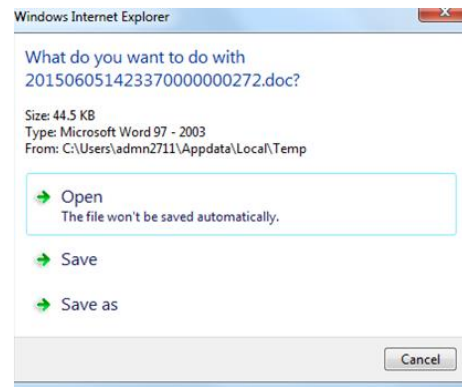 Windows Internet Explorer
What do you want to do with
201506051423370000000272.doc?
Size: 44.5 KB
Type: Microsoft Word 97 - 2003
From: C:\Users\admn2711\Appdata\Local\Temp
Open
The file won't be saved automatically.
Save
Save as
Cancel